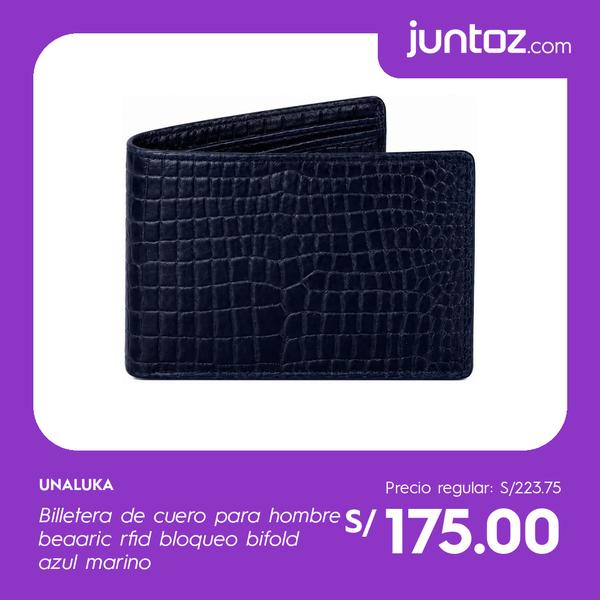 juntoz.com
UNALUKA
Billetera de cuero para hombre
beaaric rfid bloqueo bifold
azul marino
Precio regular: S/223.75
S/ 175.00